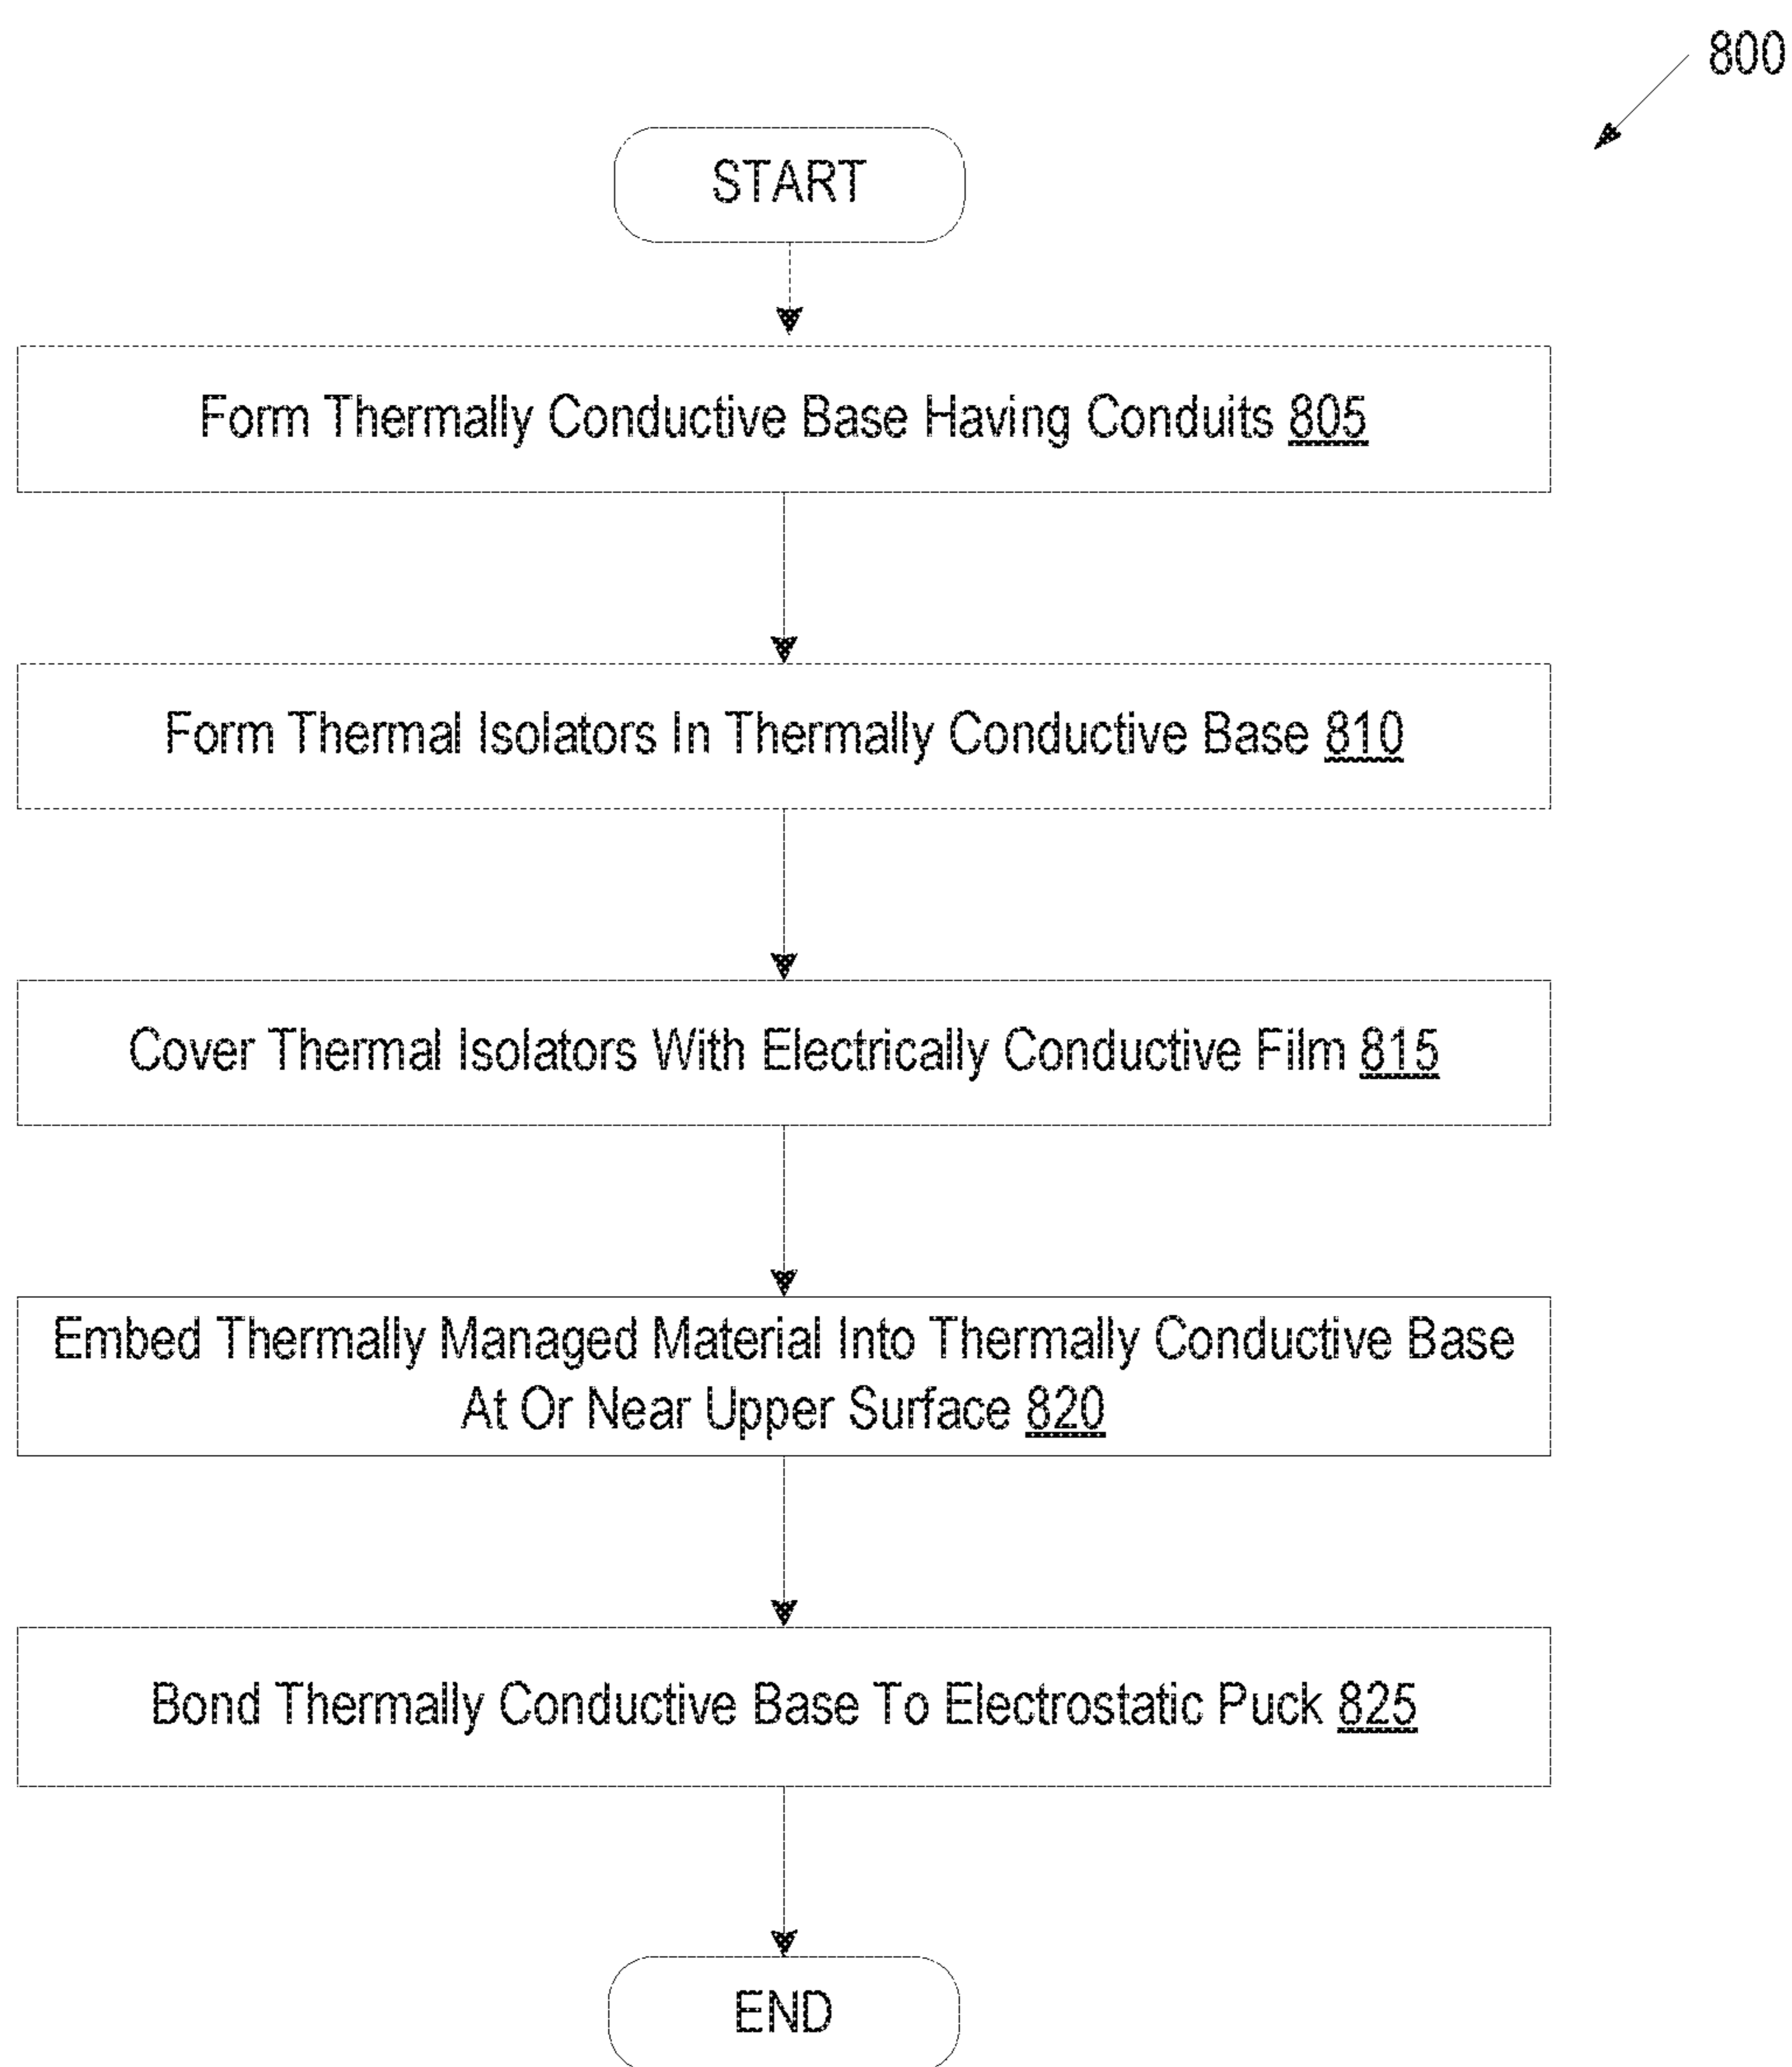 800
START
Form Thermally Conductive Base Having Conduits 805
Form Thermal Isolators In Thermally Conductive Base 810
Cover Thermal Isolators With Electrically Conductive Film 815
Embed Thermally Managed Material Into Thermally Conductive Base
At Or Near Upper Surface 820
Bond Thermally Conductive Base To Electrostatic Puck 825
END